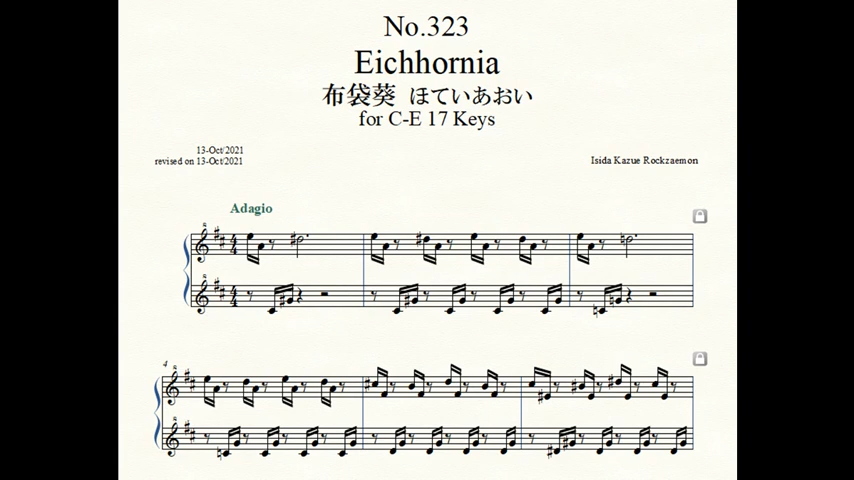 No.323
Eichhornia
布袋葵 ほていあおい
for C-E 17 Keys
13-Oct/2021
revised on 13-Oct/2021
Isida Kazue Rockzaemon
Adagio
4